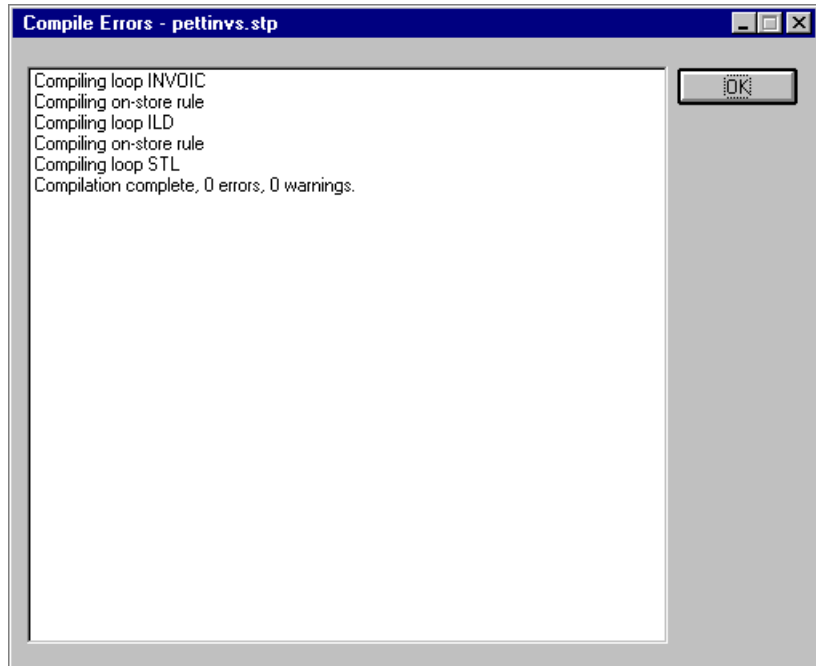 Compile Errors - pettinvs.stp
Compiling loop INVOIC
OK
Compiling on-store rule
Compiling loop ILD
Compiling on-store rule
Compiling loop STL
Compilation complete, 0 errors, 0 warnings.